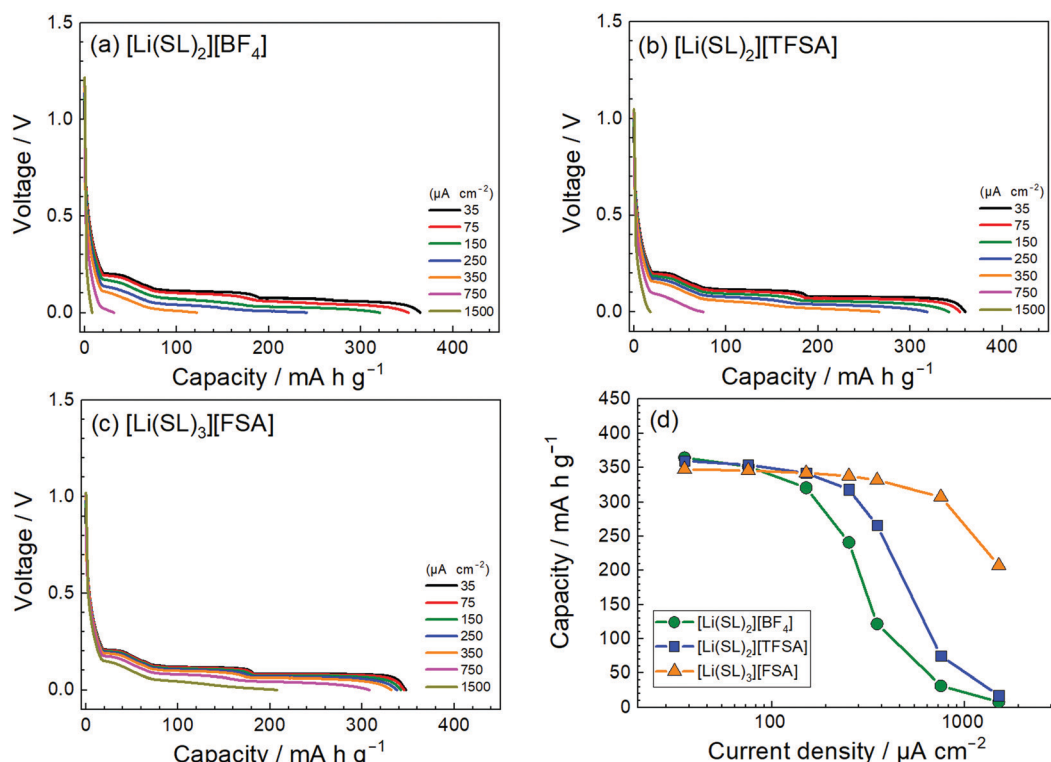 (a) [Li(SL)₂][BF₄]
Voltage / V
1.5
1.0
0.5
0.0
(µA cm⁻²)
35
75
150
250
350
750
1500
0 100 200 300 400
Capacity / mA h g⁻¹
(b) [Li(SL)₂][TFSA]
Voltage / V
1.5
1.0
0.5
0.0
(µA cm⁻²)
35
75
150
250
350
750
1500
0 100 200 300 400
Capacity / mA h g⁻¹
(c) [Li(SL)₃][FSA]
Voltage / V
1.5
1.0
0.5
0.0
(µA cm⁻²)
35
75
150
250
350
750
1500
0 100 200 300 400
Capacity / mA h g⁻¹
(d)
Capacity / mA h g⁻¹
450
400
350
300
250
200
150
100
50
0
[Li(SL)₂][BF₄]
[Li(SL)₂][TFSA]
[Li(SL)₃][FSA]
100 1000
Current density / µA cm⁻²